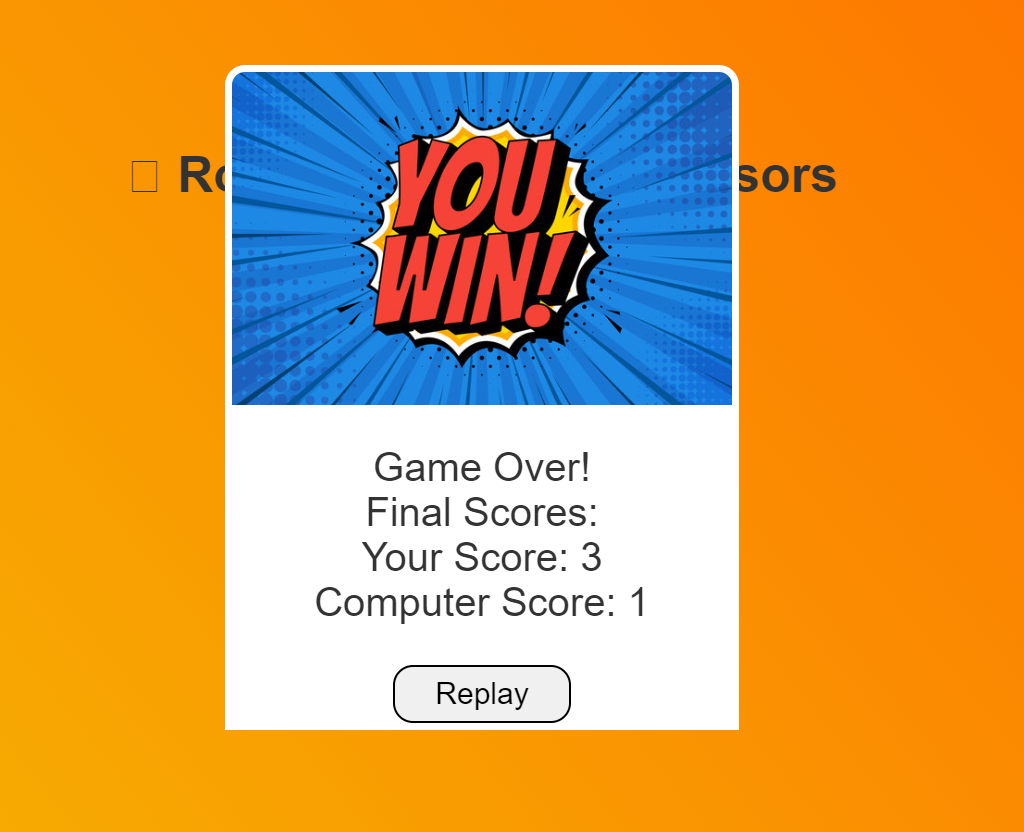 Ro sors
YOU
WIN!
Game Over!
Final Scores:
Your Score: 3
Computer Score: 1
Replay